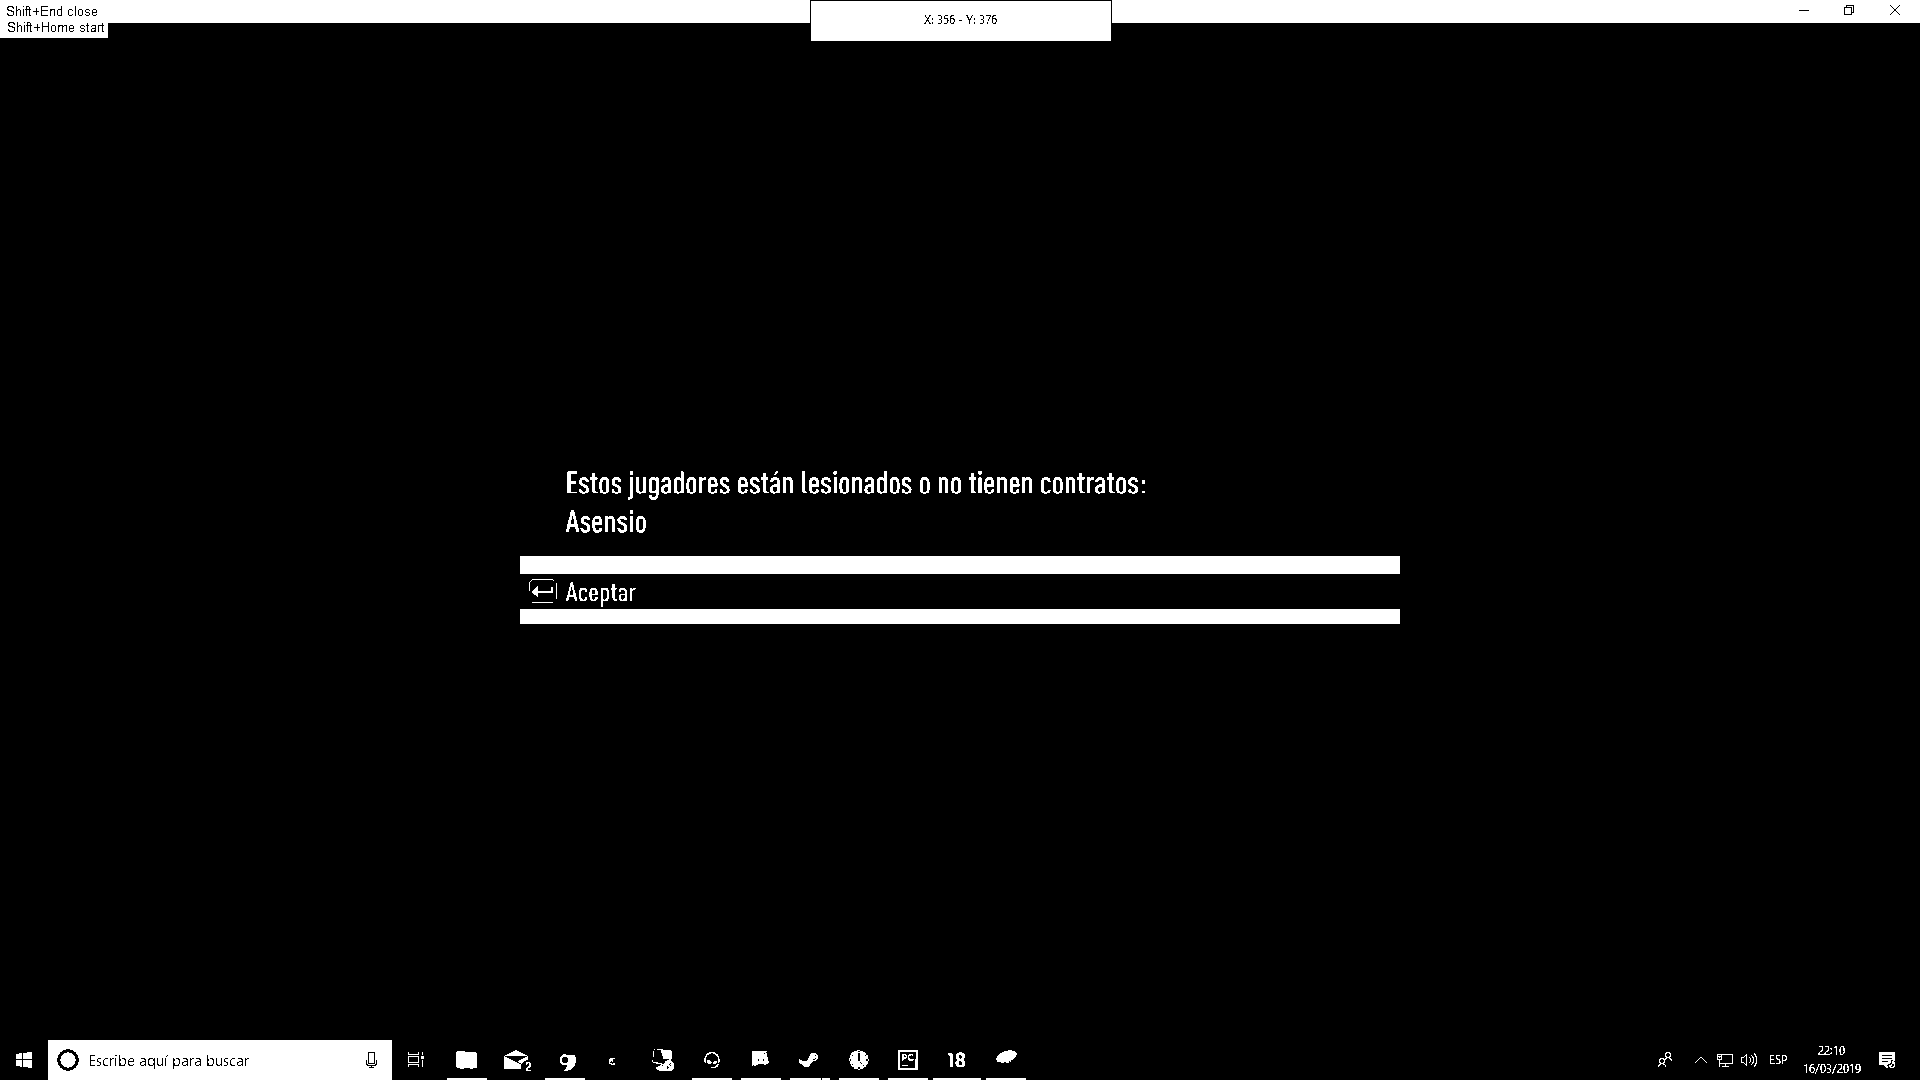 Shift+End close
Shift+Home start
X: 356 - Y: 376
Estos jugadores están lesionados o no tienen contratos:
Asensio
Aceptar
Escribe aquí para buscar
2
PC
18
ESP
22:10
16/03/2019